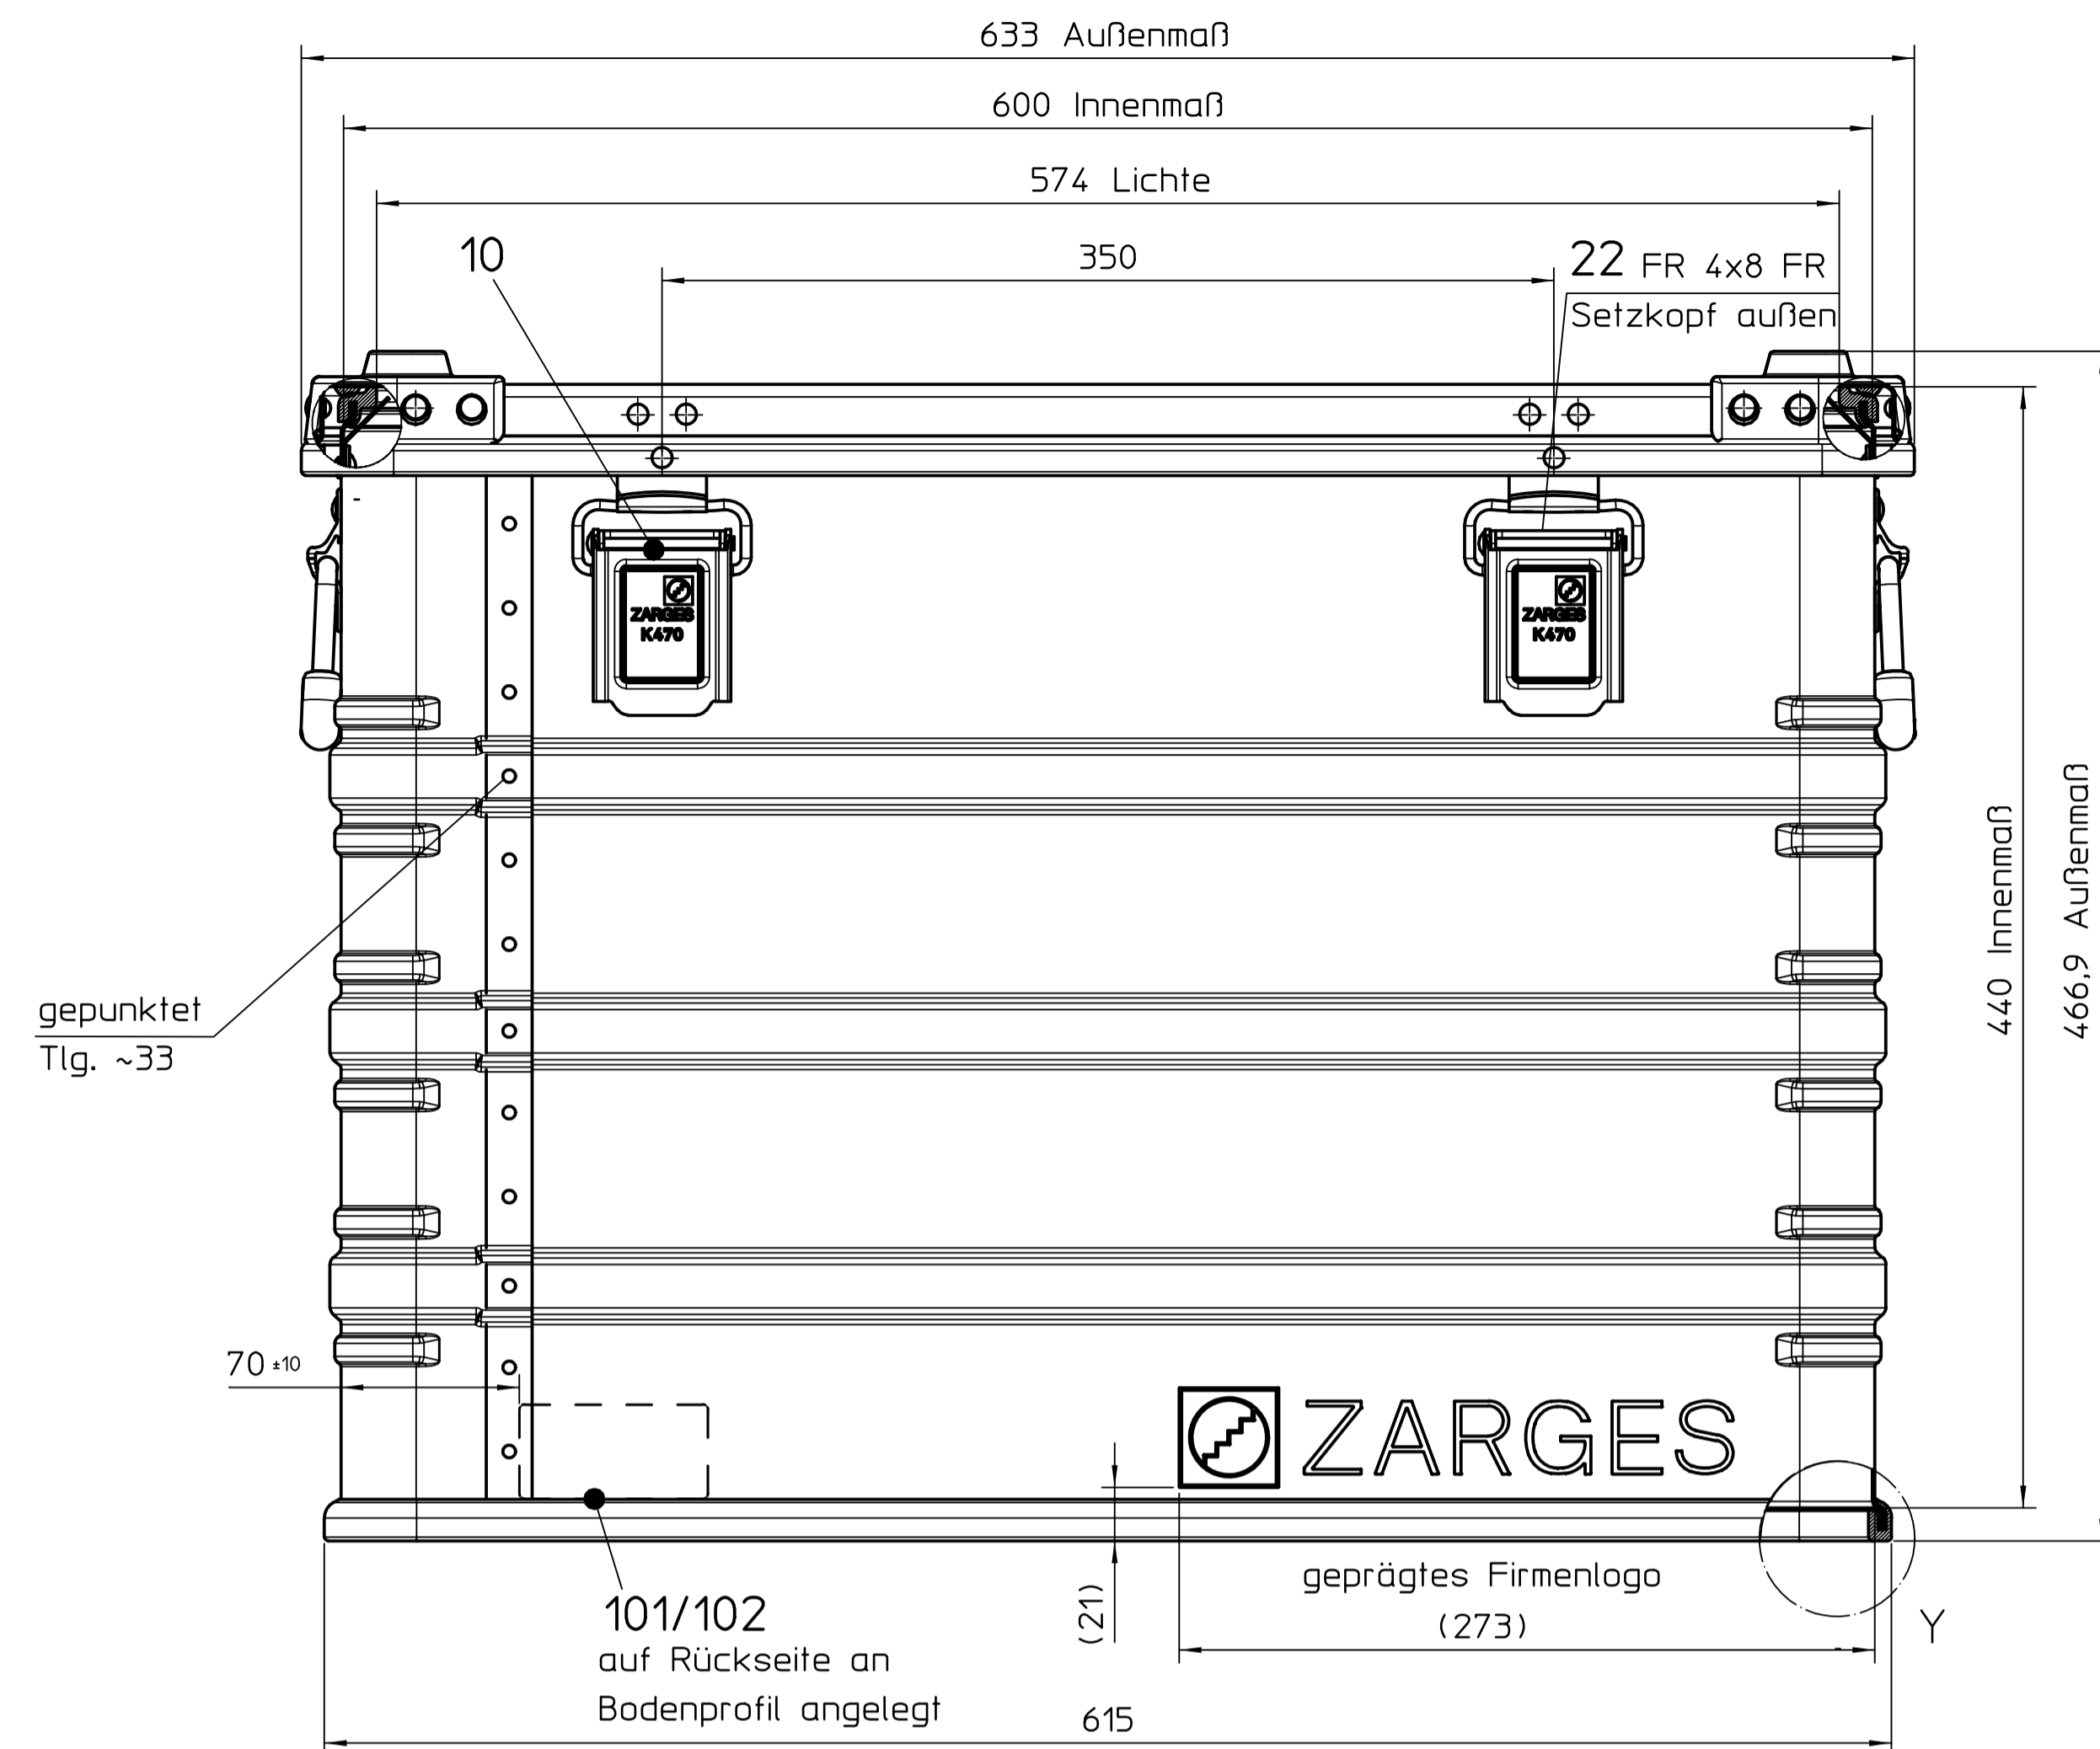 633 Außenmaß
600 Innenmaß
574 Lichte
350
10
22 FR 4x8 FR
Setzkopf außen
ZARGES
K470
ZARGES
K470
440 Innenmaß
466,9 Außenmaß
gepunktet
Tlg. ~33
70 ±10
ZARGES
(21)
geprägtes Firmenlogo
(273)
Y
101/102
auf Rückseite an
Bodenprofil angelegt
615